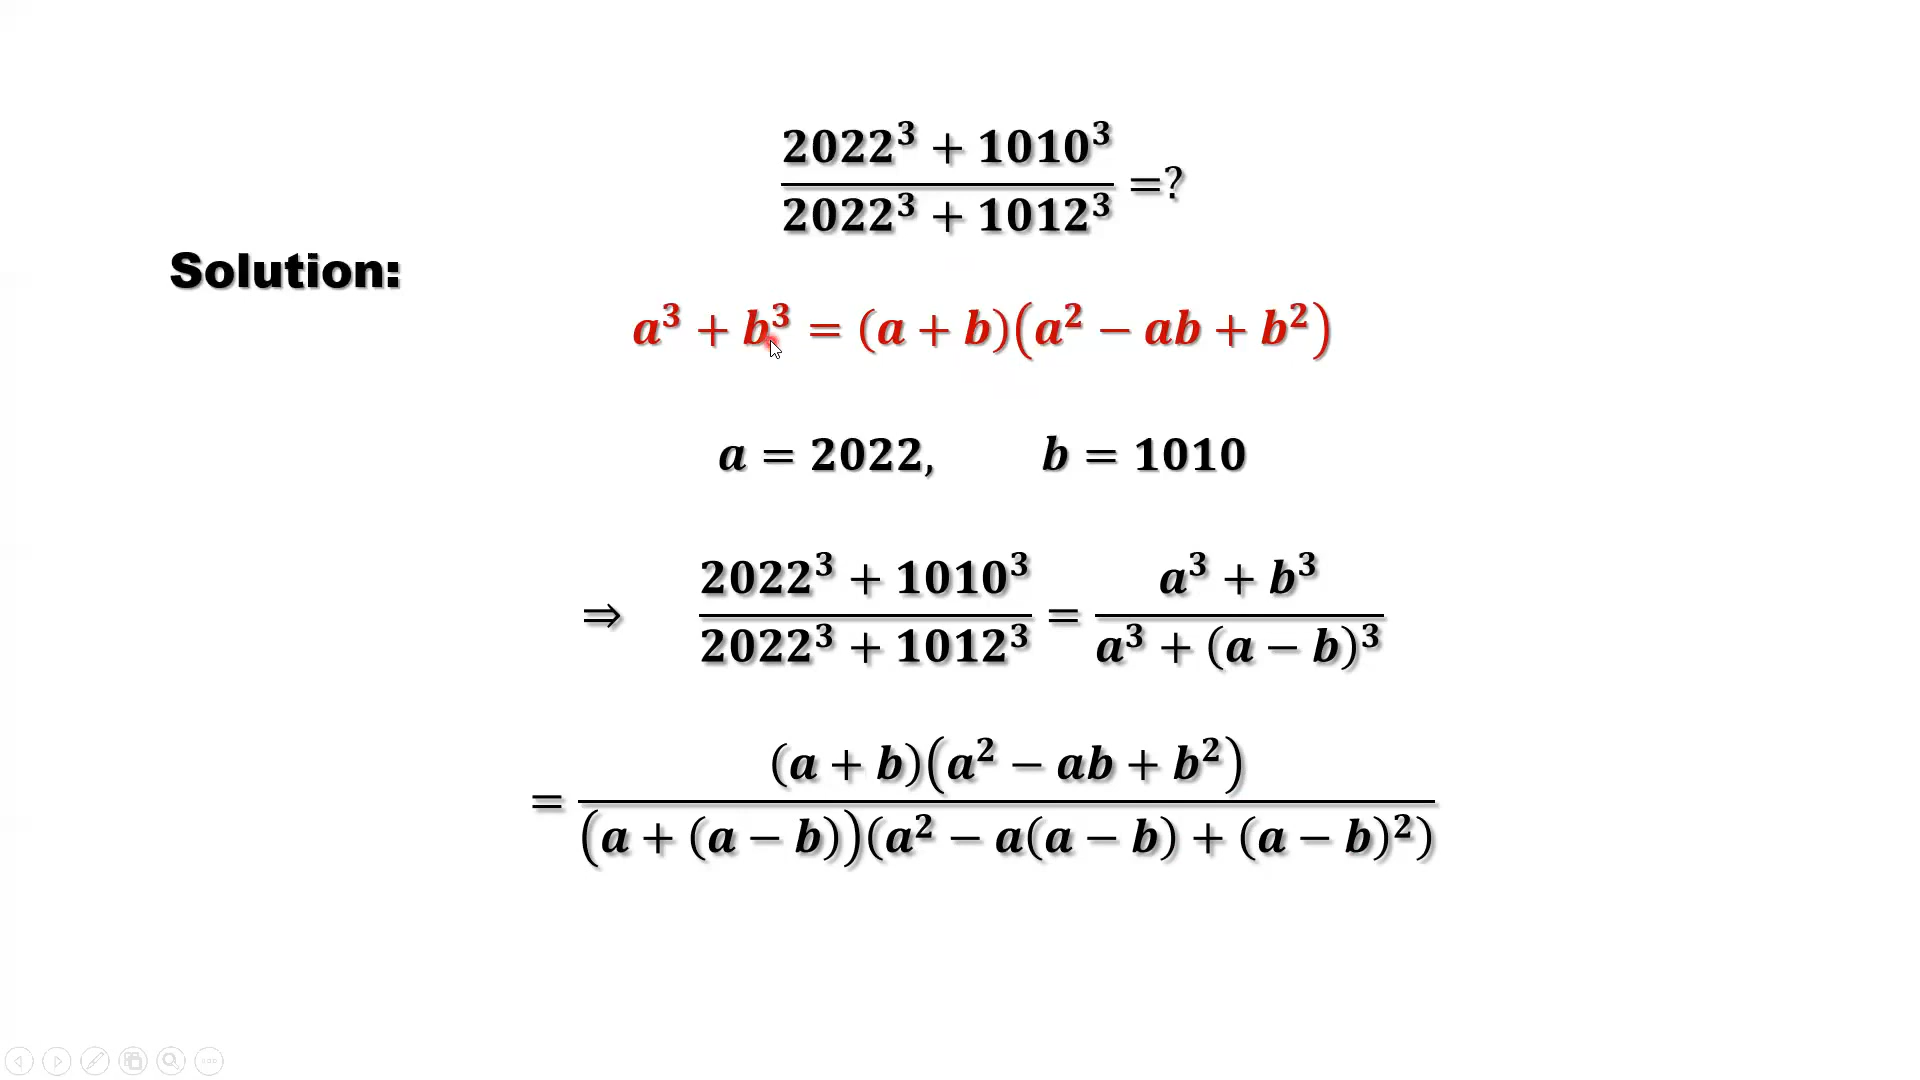 2022³ + 1010³
2022³ + 1012³
=?
Solution:
a³ + b³ = (a + b)(a² − ab + b²)
a = 2022, b = 1010
⇒ 2022³ + 1010³ / 2022³ + 1012³ = a³ + b³ / a³ + (a − b)³
= (a + b)(a² − ab + b²) / (a + (a − b))(a² − a(a − b) + (a − b)²)